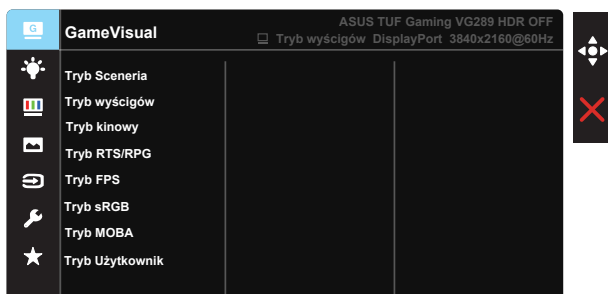 G
GameVisual
ASUS TUF Gaming VG289 HDR OFF
Tryb wyścigów DisplayPort 3840x2160@60Hz
Tryb Sceneria
Tryb wyścigów
Tryb kinowy
Tryb RTS/RPG
Tryb FPS
Tryb sRGB
Tryb MOBA
Tryb Użytkownik